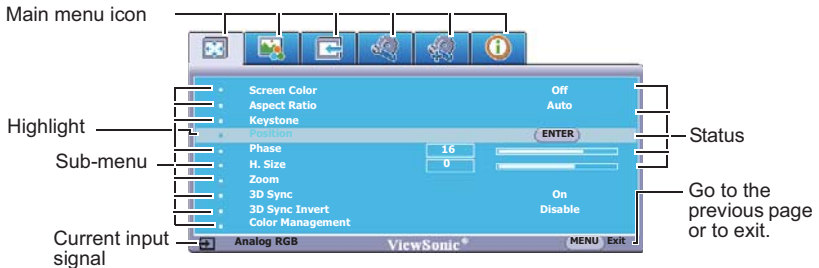 Main menu icon
Screen Color Off
Aspect Ratio Auto
Keystone
Highlight
Position ENTER
Status
Phase 16
Sub-menu
H. Size 0
Zoom
3D Sync On
3D Sync Invert Disable
Color Management
Go to the
previous page
or to exit.
Current input
signal
Analog RGB ViewSonic® MENU Exit